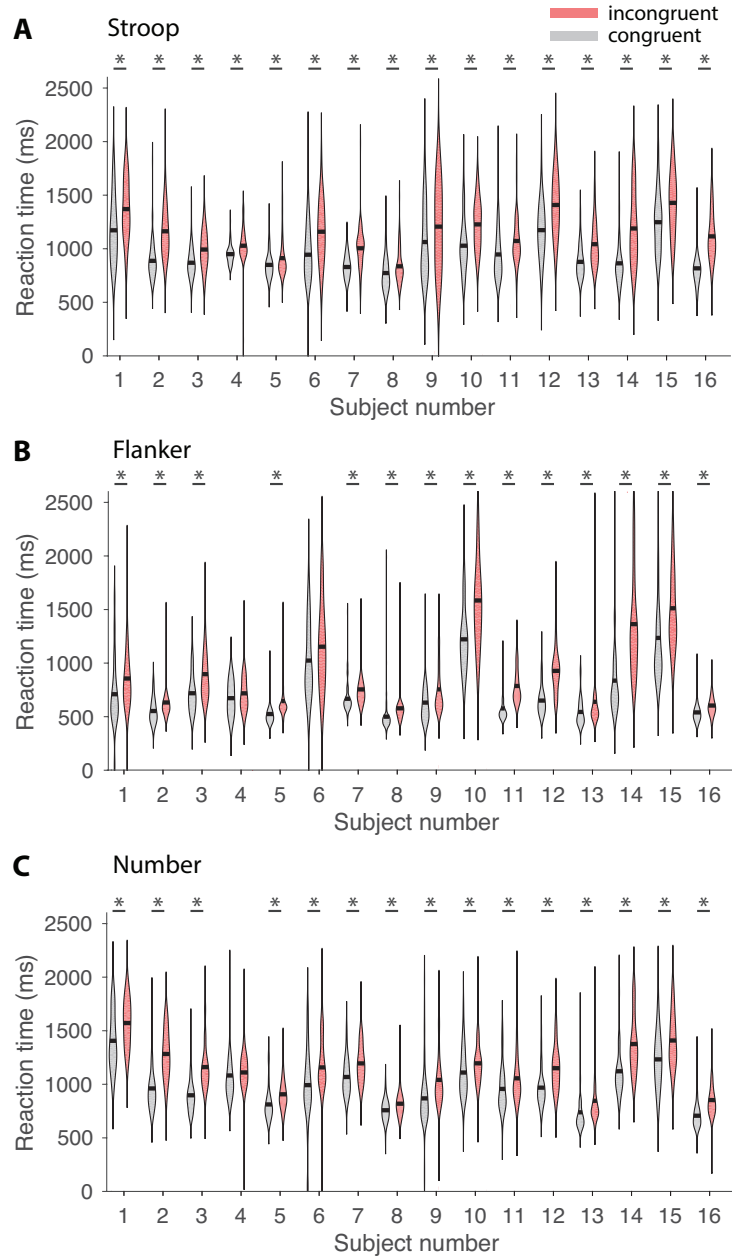 A Stroop
incongruent
congruent
* * * * * * * * * * * * * * * *
Reaction time (ms)
2500
2000
1500
1000
500
0
1 2 3 4 5 6 7 8 9 10 11 12 13 14 15 16
Subject number
B Flanker
* * * * * * * * * * * * * *
Reaction time (ms)
2500
2000
1500
1000
500
0
1 2 3 4 5 6 7 8 9 10 11 12 13 14 15 16
Subject number
C Number
* * * * * * * * * * * * * * *
Reaction time (ms)
2500
2000
1500
1000
500
0
1 2 3 4 5 6 7 8 9 10 11 12 13 14 15 16
Subject number